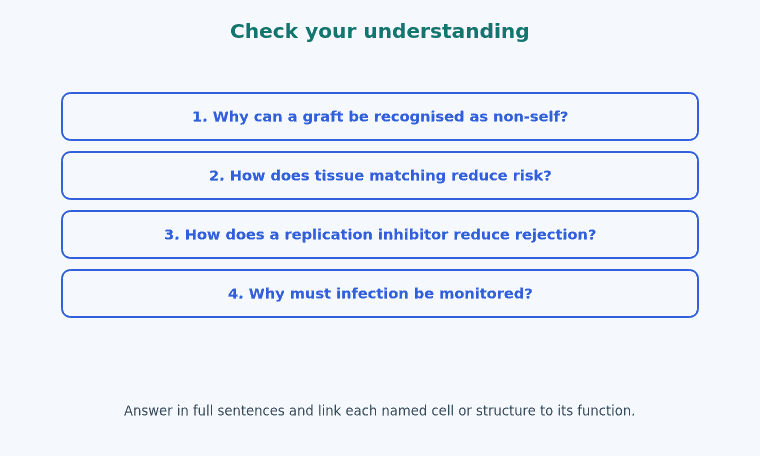 Check your understanding
1. Why can a graft be recognised as non-self?
2. How does tissue matching reduce risk?
3. How does a replication inhibitor reduce rejection?
4. Why must infection be monitored?
Answer in full sentences and link each named cell or structure to its function.